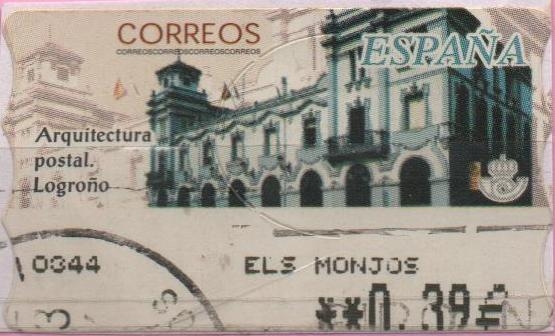 CORREOS
CORREOSCORREOSCORREOSCORREOS
ESPAÑA
Arquitectura
postal.
Logroño
0344 ELS MONJOS
**0,39€